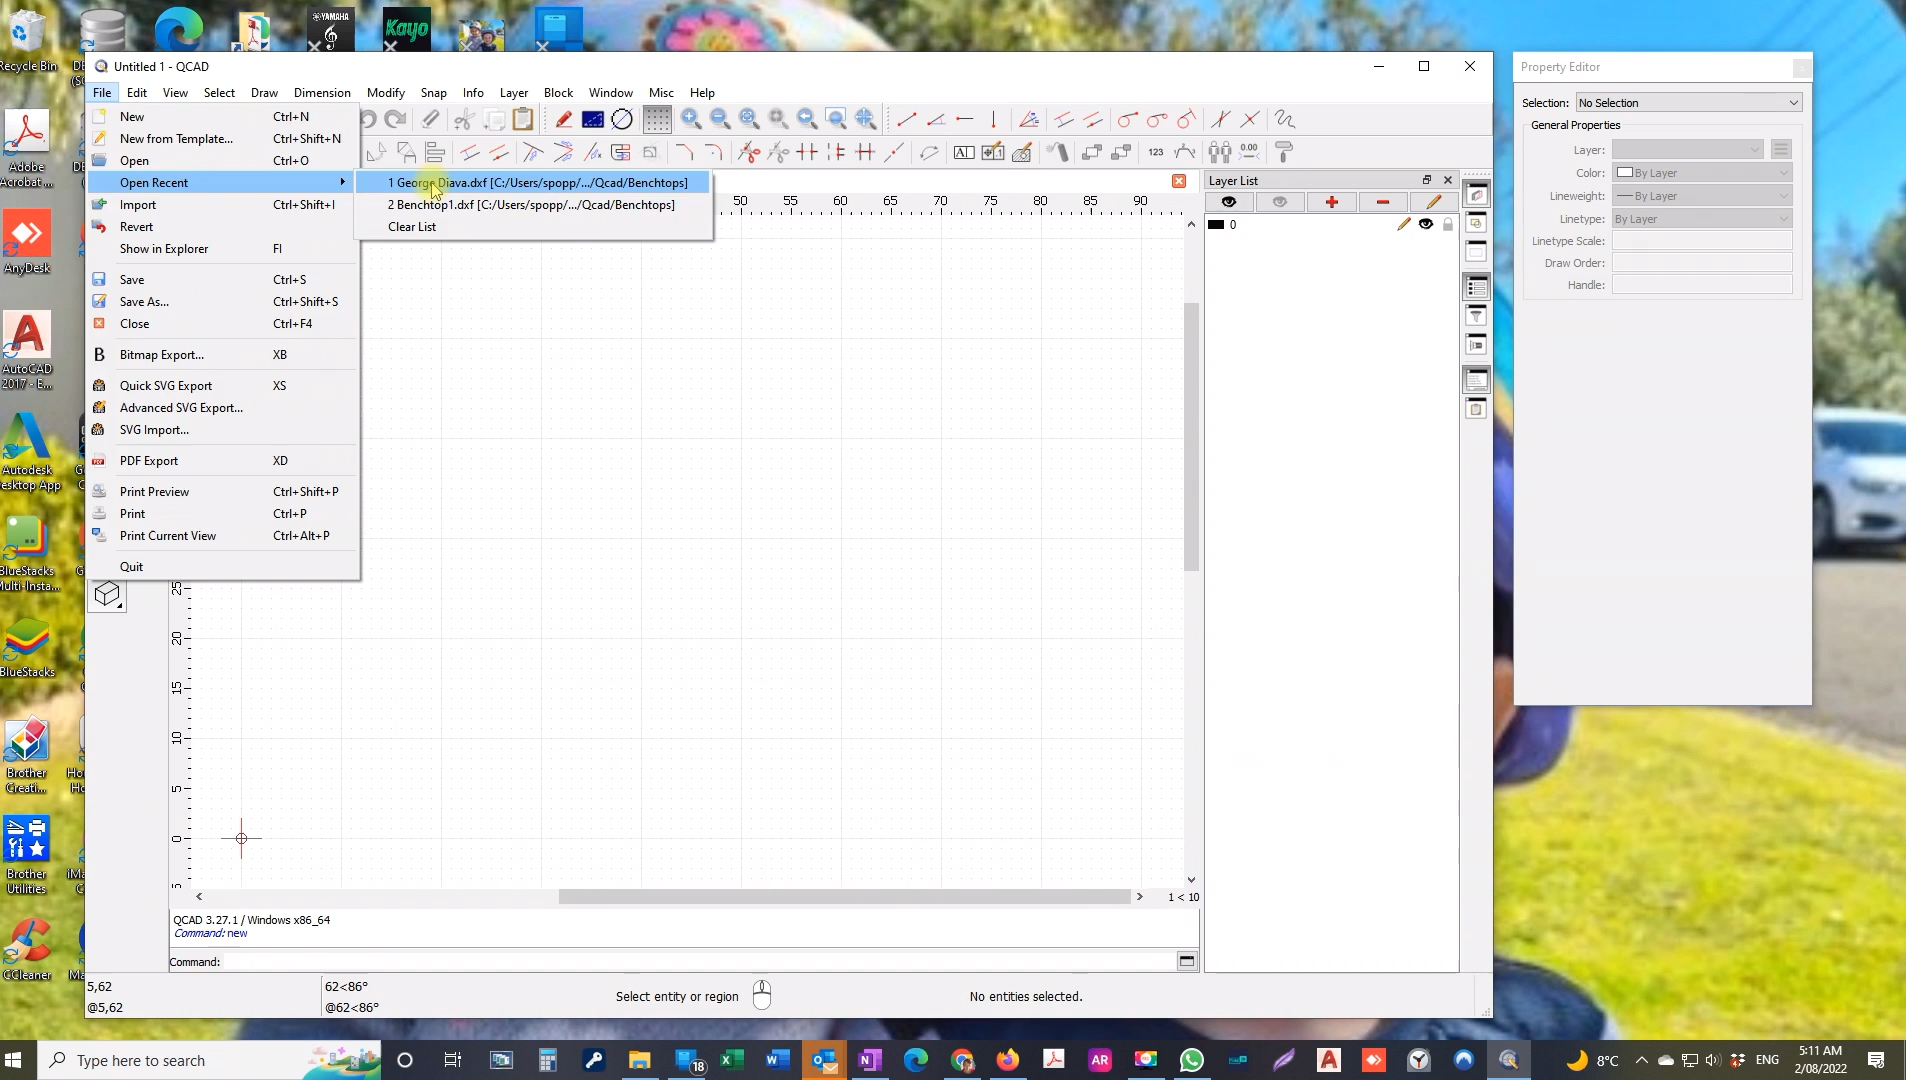 YAMAHA
Kayo
Recycle Bin
Untitled 1 - QCAD
File Edit View Select Draw Dimension Modify Snap Info Layer Block Window Misc Help
New Ctrl+N
New from Template... Ctrl+Shift+N
Open Ctrl+O
Open Recent
Import Ctrl+Shift+I
Revert
Show in Explorer FI
Save Ctrl+S
Save As... Ctrl+Shift+S
Close Ctrl+F4
Bitmap Export... XB
Quick SVG Export XS
Advanced SVG Export...
SVG Import...
PDF Export XD
Print Preview Ctrl+Shift+P
Print Ctrl+P
Print Current View Ctrl+Alt+P
Quit
1 George Diava.dxf [C:/Users/spopp/.../Qcad/Benchtops]
2 Benchtop1.dxf [C:/Users/spopp/.../Qcad/Benchtops]
Clear List
50 55 60 65 70 75 80 85 90
25
20
15
10
5
0
1 < 10
QCAD 3.27.1 / Windows x86_64
Command: new
Command:
5,62
@5,62
62<86°
@62<86°
Select entity or region
No entities selected.
Layer List
0
Property Editor
Selection: No Selection
General Properties
Layer:
Color: By Layer
Lineweight: By Layer
Linetype: By Layer
Linetype Scale:
Draw Order:
Handle:
Adobe
Acrobat ...
AnyDesk
AutoCAD
2017 - E...
Autodesk
esktop App
BlueStacks
Multi-Insta...
BlueStacks
Brother
Creati...
Brother
Utilities
CCleaner
Type here to search
18
8°C
ENG
5:11 AM
2/08/2022